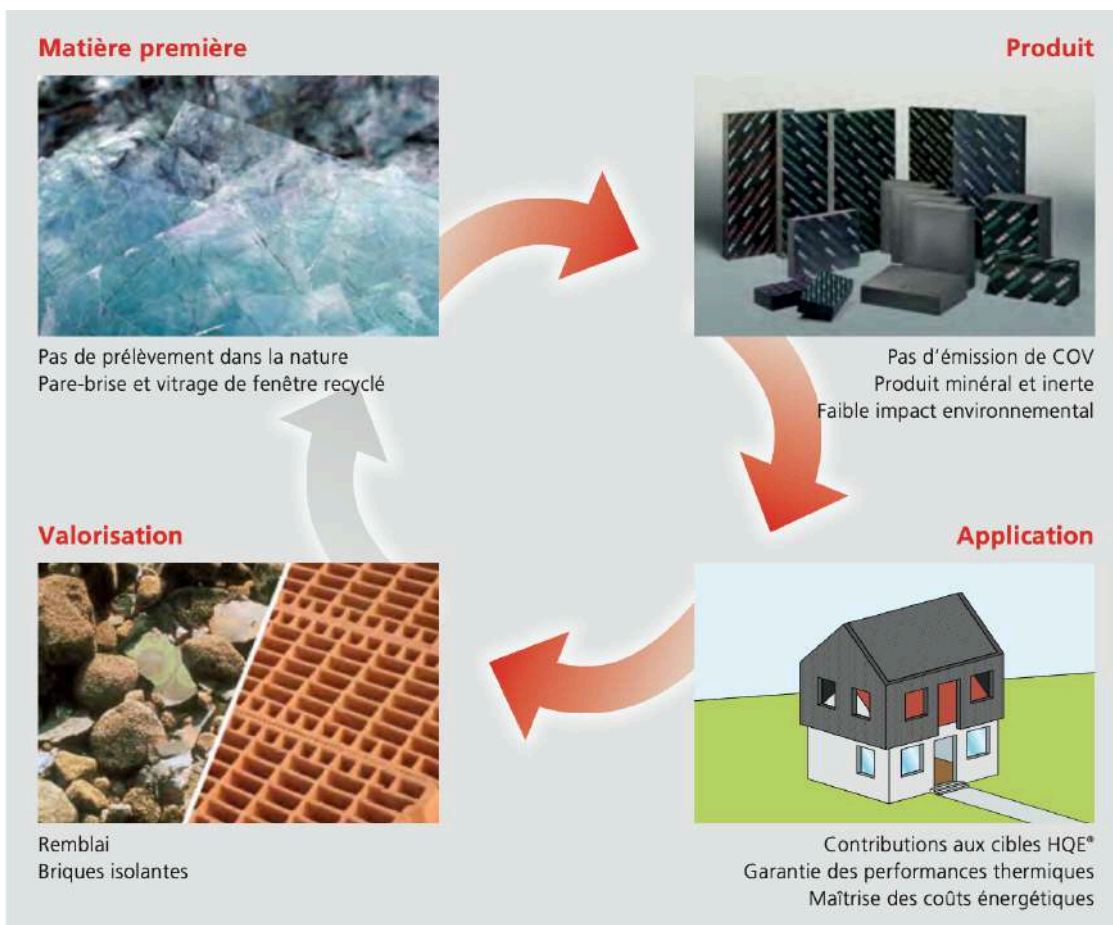 Matière première
Pas de prélèvement dans la nature
Pare-brise et vitrage de fenêtre recyclé
Produit
Pas d'émission de COV
Produit minéral et inerte
Faible impact environnemental
Valorisation
Remblai
Briques isolantes
Application
Contributions aux cibles HQE®
Garantie des performances thermiques
Maîtrise des coûts énergétiques